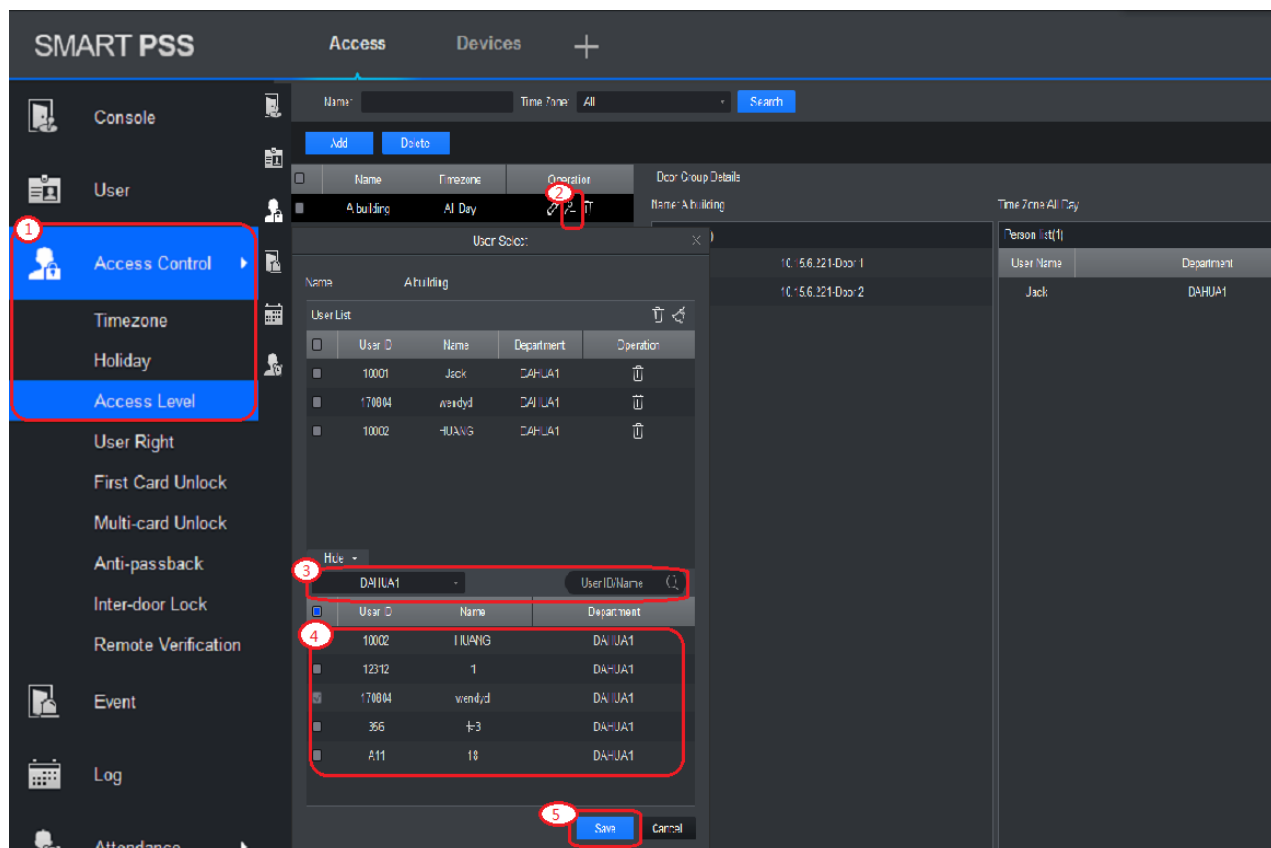 SMART PSS
Access
Devices
Console
User
1
Access Control
Timezone
Holiday
Access Level
User Right
First Card Unlock
Multi-card Unlock
Anti-passback
Inter-door Lock
Remote Verification
Event
Log
Attendance
Name:
Time Zone: All
Search
Add
Delete
Name
Timezone
Operation
2
A building
All Day
Door Group Details
Name: A building
Time Zone: All Day
)
10.15.6.221-Door 1
10.15.6.221-Door 2
Person list(1)
User Name
Department
Jack
DAHUA1
User Select
Name
A building
User List
User ID
Name
Department
Operation
10001
Jack
DAHUA1
170804
wendyd
DAHUA1
10002
HUANG
DAHUA1
Hide
3
DAHUA1
User ID/Name
User ID
Name
Department
4
10002
HUANG
DAHUA1
12312
1
DAHUA1
170804
wendyd
DAHUA1
DAHUA1
A11
18
DAHUA1
5
Save
Cancel